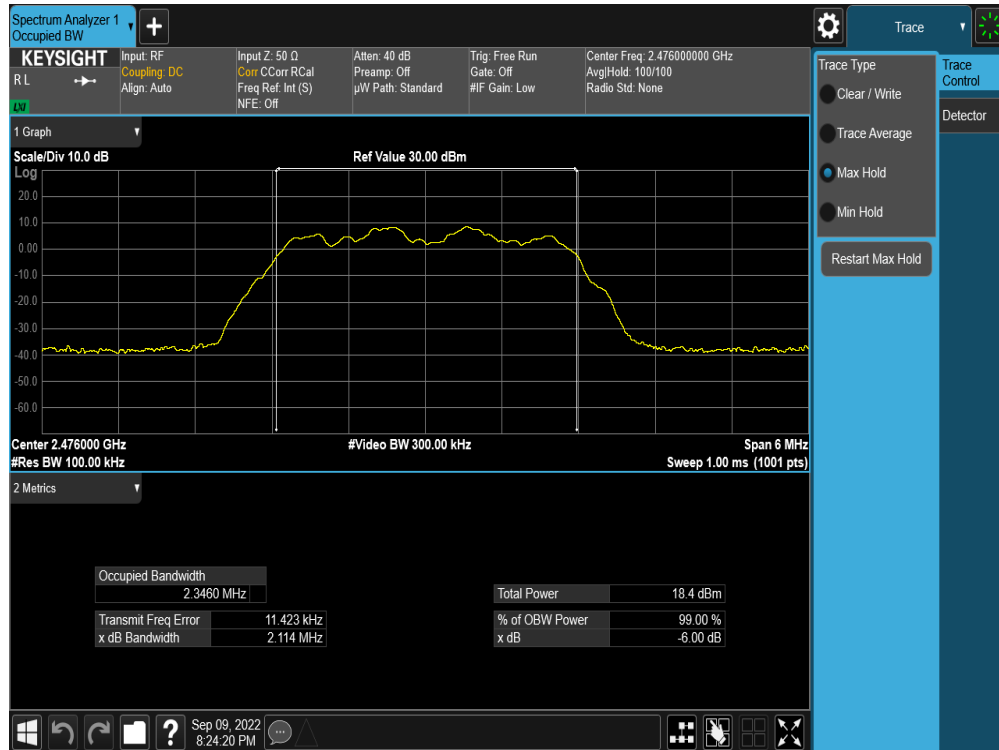 Spectrum Analyzer 1
Occupied BW
Trace
KEYSIGHT
R L
LXI
Input: RF
Coupling: DC
Align: Auto
Input Z: 50 Ω
Corr CCorr RCal
Freq Ref: Int (S)
NFE: Off
Atten: 40 dB
Preamp: Off
µW Path: Standard
Trig: Free Run
Gate: Off
#IF Gain: Low
Center Freq: 2.476000000 GHz
Avg|Hold: 100/100
Radio Std: None
Trace Type
Clear / Write
Trace Average
Max Hold
Min Hold
Restart Max Hold
Trace
Control
Detector
1 Graph
Scale/Div 10.0 dB
Ref Value 30.00 dBm
Log
20.0
10.0
0.00
-10.0
-20.0
-30.0
-40.0
-50.0
-60.0
Center 2.476000 GHz
#Video BW 300.00 kHz
Span 6 MHz
#Res BW 100.00 kHz
Sweep 1.00 ms (1001 pts)
2 Metrics
Occupied Bandwidth
2.3460 MHz
Total Power 18.4 dBm
Transmit Freq Error 11.423 kHz
% of OBW Power 99.00 %
x dB Bandwidth 2.114 MHz
x dB -6.00 dB
?
Sep 09, 2022
8:24:20 PM